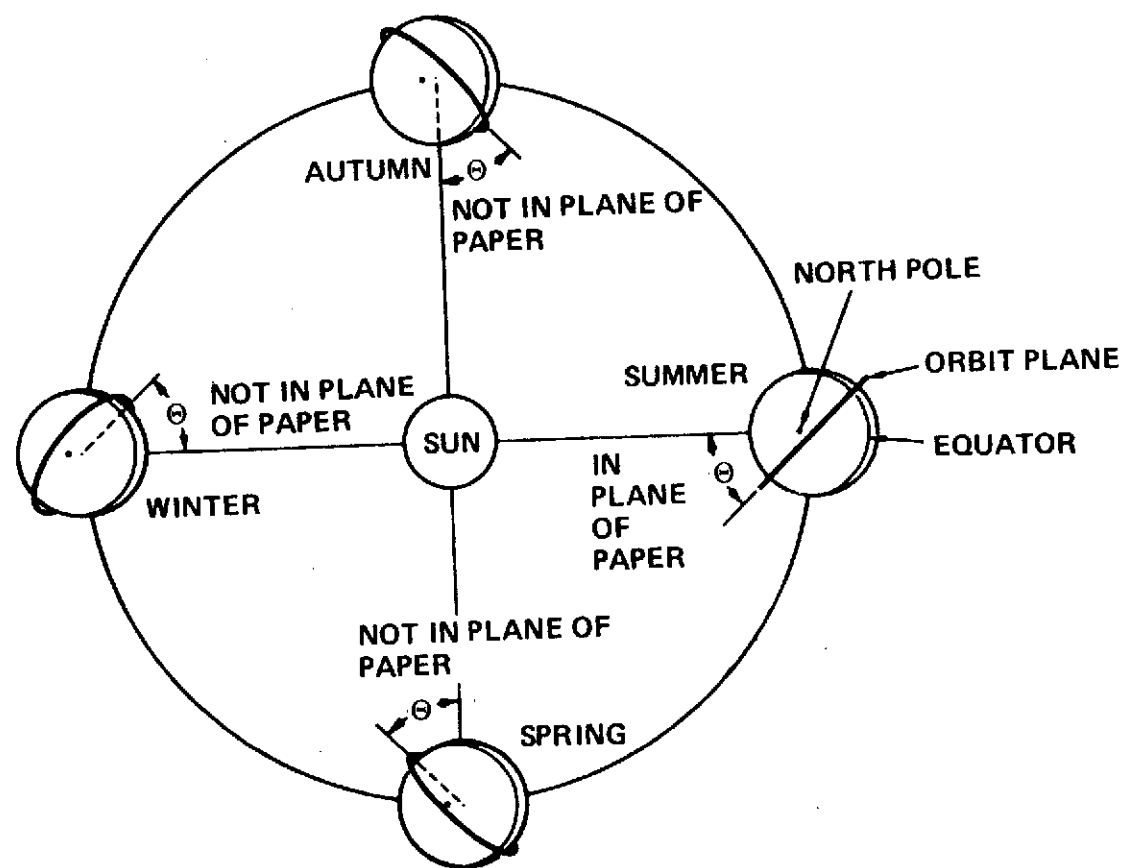 AUTUMN
Θ
NOT IN PLANE OF
PAPER
NORTH POLE
ORBIT PLANE
SUMMER
EQUATOR
NOT IN PLANE
OF PAPER
Θ
SUN
WINTER
IN
PLANE
OF
PAPER
Θ
NOT IN PLANE OF
PAPER
Θ
SPRING